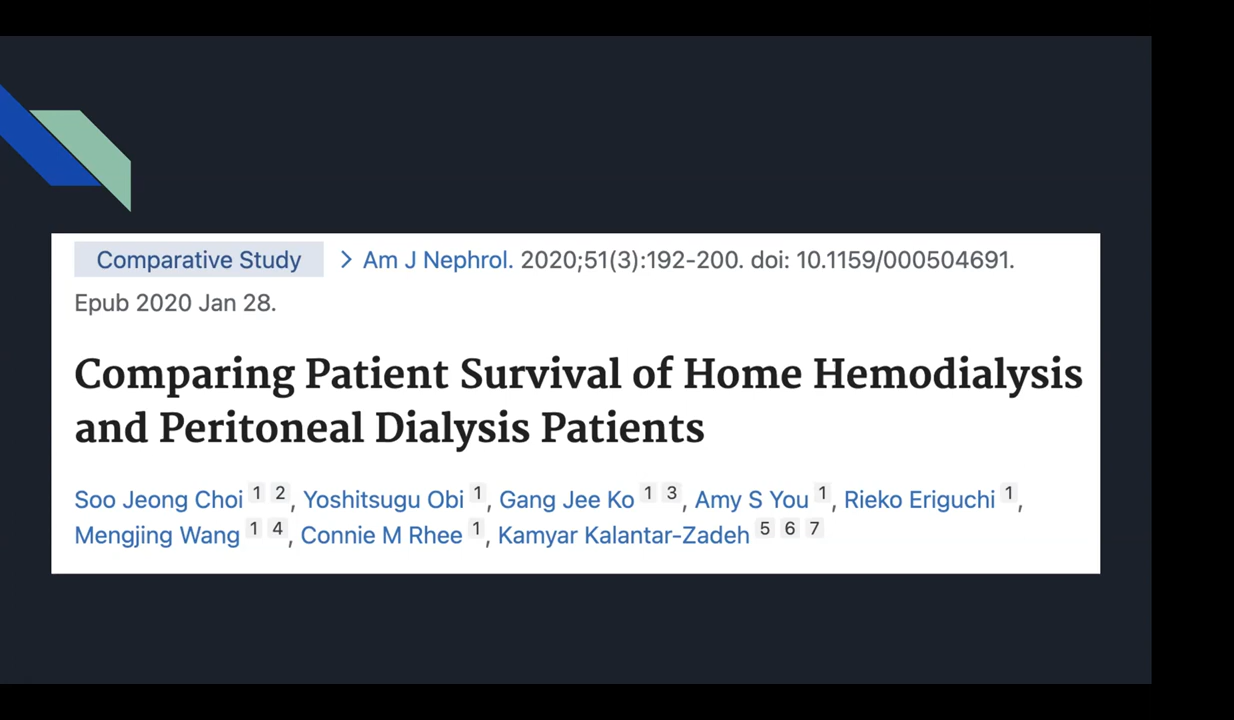 Comparative Study > Am J Nephrol. 2020;51(3):192-200. doi: 10.1159/000504691.
Epub 2020 Jan 28.
Comparing Patient Survival of Home Hemodialysis
and Peritoneal Dialysis Patients
Soo Jeong Choi 1 2, Yoshitsugu Obi 1, Gang Jee Ko 1 3, Amy S You 1, Rieko Eriguchi 1,
Mengjing Wang 1 4, Connie M Rhee 1, Kamyar Kalantar-Zadeh 5 6 7